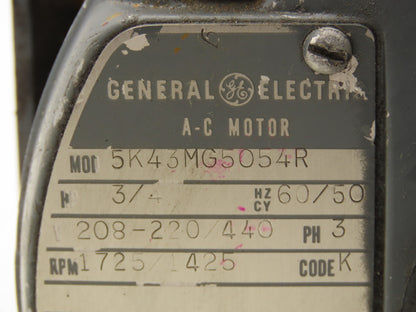 GENERAL GE ELECTRIC
A-C MOTOR
MOD 5K43MG5054R
H 3/4 HZ CY 60/50
V 208-220/440 PH 3
RPM 1725/1425 CODE K